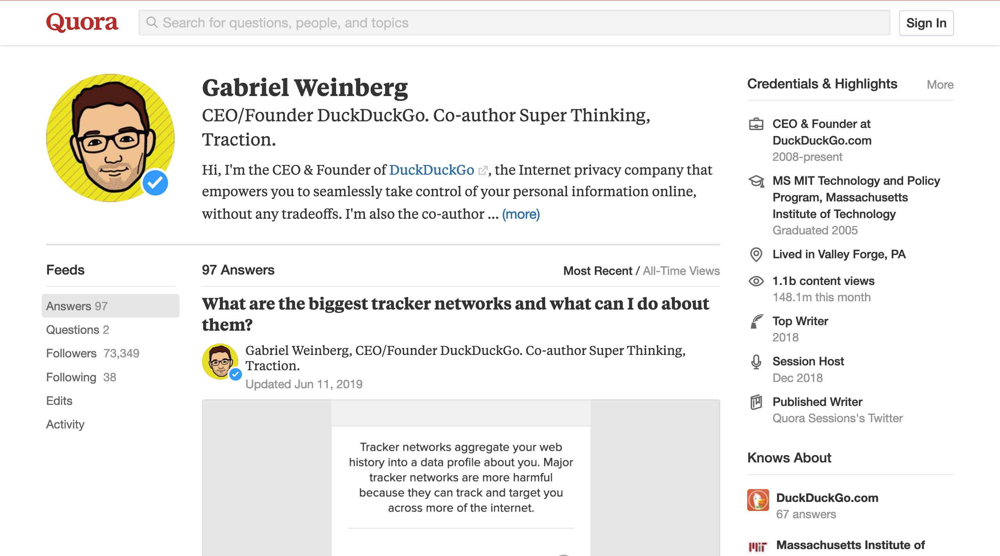 Quora
Search for questions, people, and topics
Sign In
Gabriel Weinberg
CEO/Founder DuckDuckGo. Co-author Super Thinking,
Traction.
Hi, I'm the CEO & Founder of DuckDuckGo, the Internet privacy company that
empowers you to seamlessly take control of your personal information online,
without any tradeoffs. I'm also the co-author ... (more)
Feeds
Answers 97
Questions 2
Followers 73,349
Following 38
Edits
Activity
97 Answers
Most Recent / All-Time Views
What are the biggest tracker networks and what can I do about
them?
Gabriel Weinberg, CEO/Founder DuckDuckGo. Co-author Super Thinking,
Traction.
Updated Jun 11, 2019
Tracker networks aggregate your web
history into a data profile about you. Major
tracker networks are more harmful
because they can track and target you
across more of the internet.
Credentials & Highlights
More
CEO & Founder at
DuckDuckGo.com
2008-present
MS MIT Technology and Policy
Program, Massachusetts
Institute of Technology
Graduated 2005
Lived in Valley Forge, PA
1.1b content views
148.1m this month
Top Writer
2018
Session Host
Dec 2018
Published Writer
Quora Sessions's Twitter
Knows About
DuckDuckGo.com
67 answers
MIT
Massachusetts Institute of